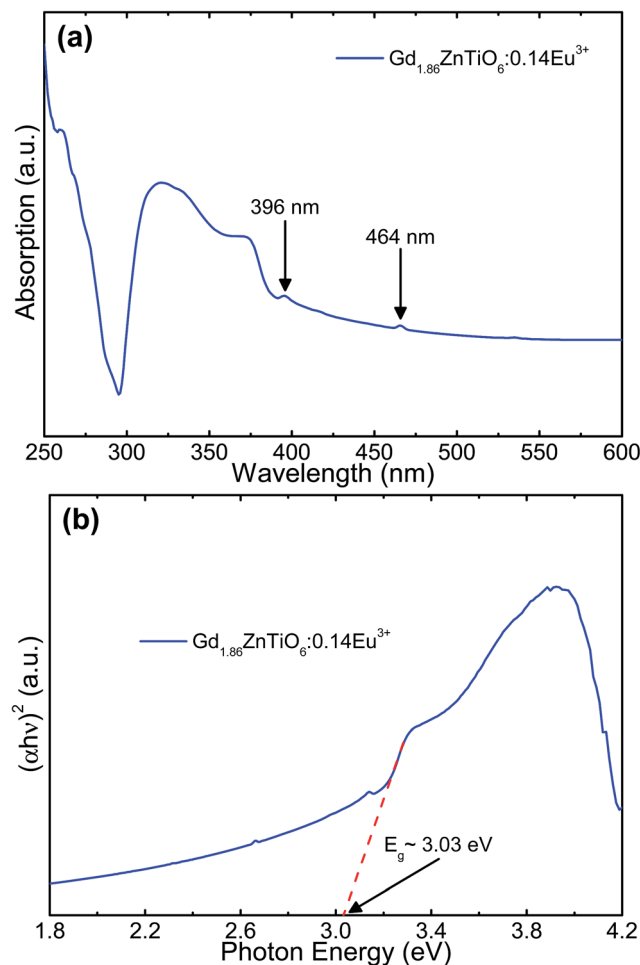 (a)
Gd1.86ZnTiO6:0.14Eu3+
396 nm
464 nm
Absorption (a.u.)
250 300 350 400 450 500 550 600
Wavelength (nm)
(b)
Gd1.86ZnTiO6:0.14Eu3+
(αhν)2 (a.u.)
Eg~ 3.03 eV
1.8 2.2 2.6 3.0 3.4 3.8 4.2
Photon Energy (eV)